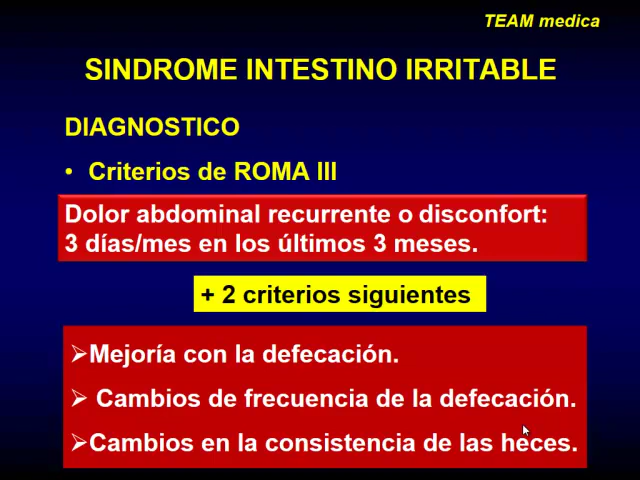 TEAM medica
SINDROME INTESTINO IRRITABLE
DIAGNOSTICO
• Criterios de ROMA III
Dolor abdominal recurrente o disconfort:
3 días/mes en los últimos 3 meses.
+ 2 criterios siguientes
➢Mejoría con la defecación.
➢ Cambios de frecuencia de la defecación.
➢Cambios en la consistencia de las heces.